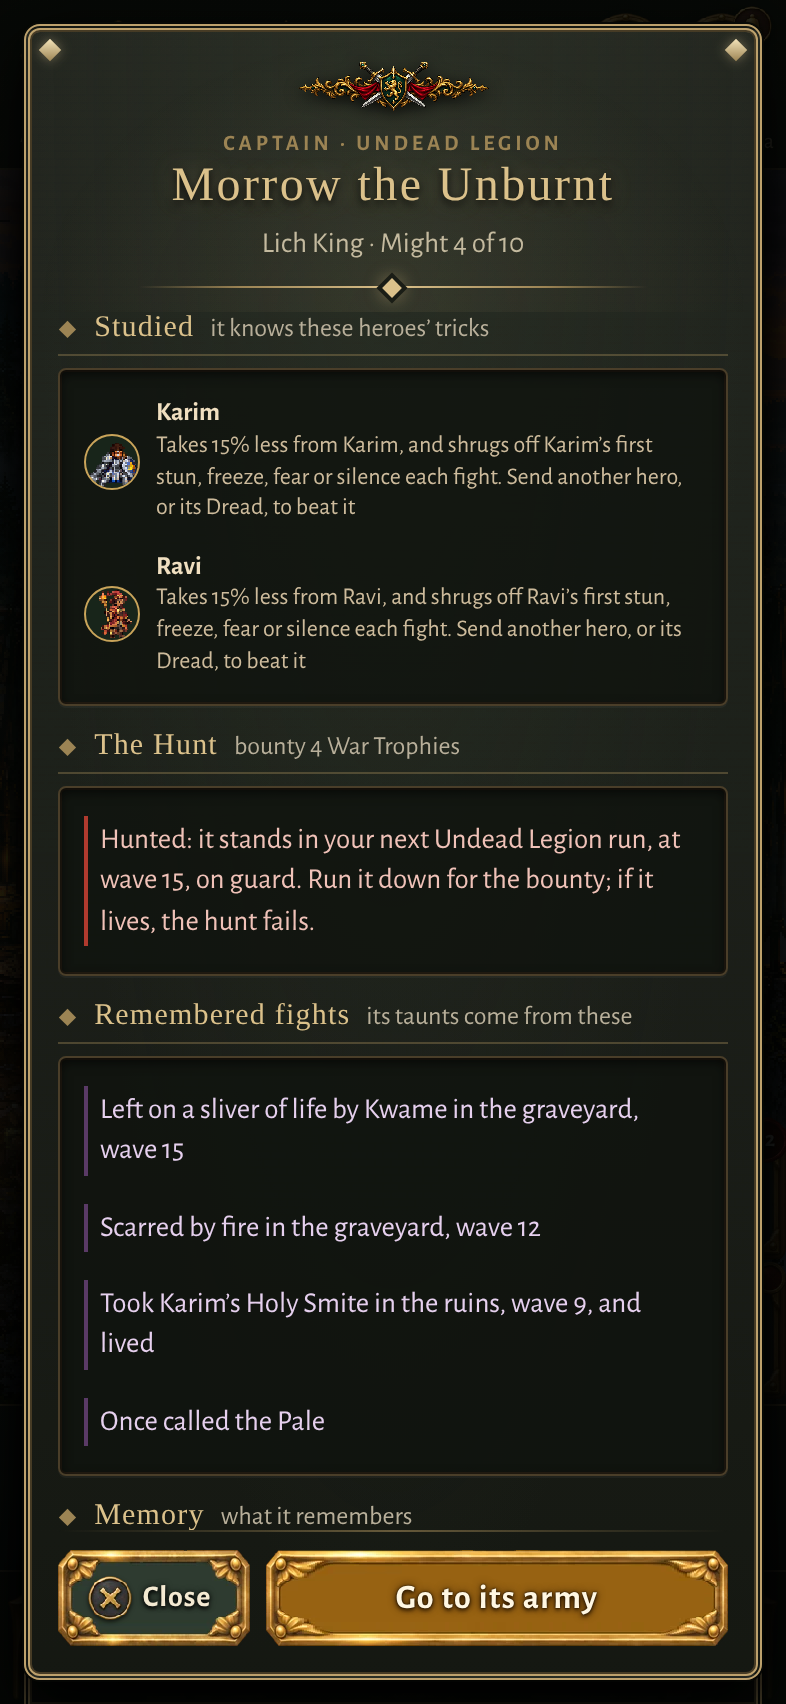 CAPTAIN · UNDEAD LEGION
Morrow the Unburnt
Lich King · Might 4 of 10
Studied it knows these heroes’ tricks
Karim
Takes 15% less from Karim, and shrugs off Karim’s first
stun, freeze, fear or silence each fight. Send another hero,
or its Dread, to beat it
Ravi
Takes 15% less from Ravi, and shrugs off Ravi’s first stun,
freeze, fear or silence each fight. Send another hero, or its
Dread, to beat it
The Hunt bounty 4 War Trophies
Hunted: it stands in your next Undead Legion run, at
wave 15, on guard. Run it down for the bounty; if it
lives, the hunt fails.
Remembered fights its taunts come from these
Left on a sliver of life by Kwame in the graveyard,
wave 15
Scarred by fire in the graveyard, wave 12
Took Karim’s Holy Smite in the ruins, wave 9, and
lived
Once called the Pale
Memory what it remembers
Close
Go to its army